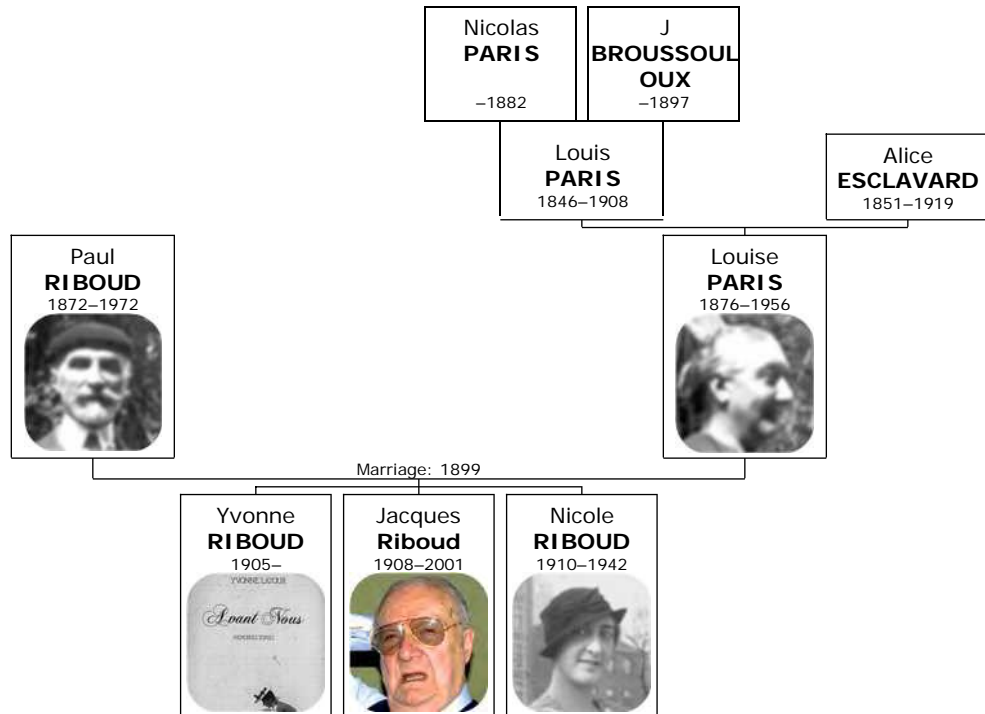 Nicolas
PARIS
–1882
J
BROUSSOUL
OUX
–1897
Louis
PARIS
1846–1908
Alice
ESCLAVARD
1851–1919
Paul
RIBOUD
1872–1972
Louise
PARIS
1876–1956
Marriage: 1899
Yvonne
RIBOUD
1905–
YVONNE LATOUR
Avant Nous
Jacques
Riboud
1908–2001
Nicole
RIBOUD
1910–1942